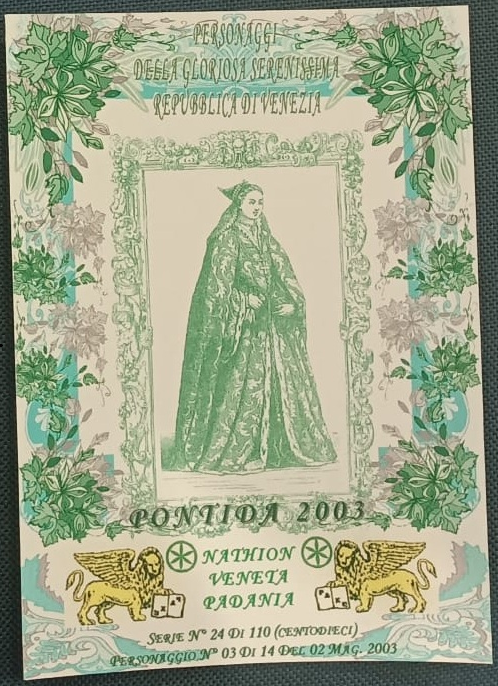 PERSONAGGI
DELLA GLORIOSA SERENISSIMA
REPUBBLICA DI VENEZIA
PONTIDA 2003
NATHION
VENETA
PADANIA
SERIE N° 24 DI 110 (CENTODIECI)
PERSONAGGIO N° 03 DI 14 DEL 02 MAG. 2003